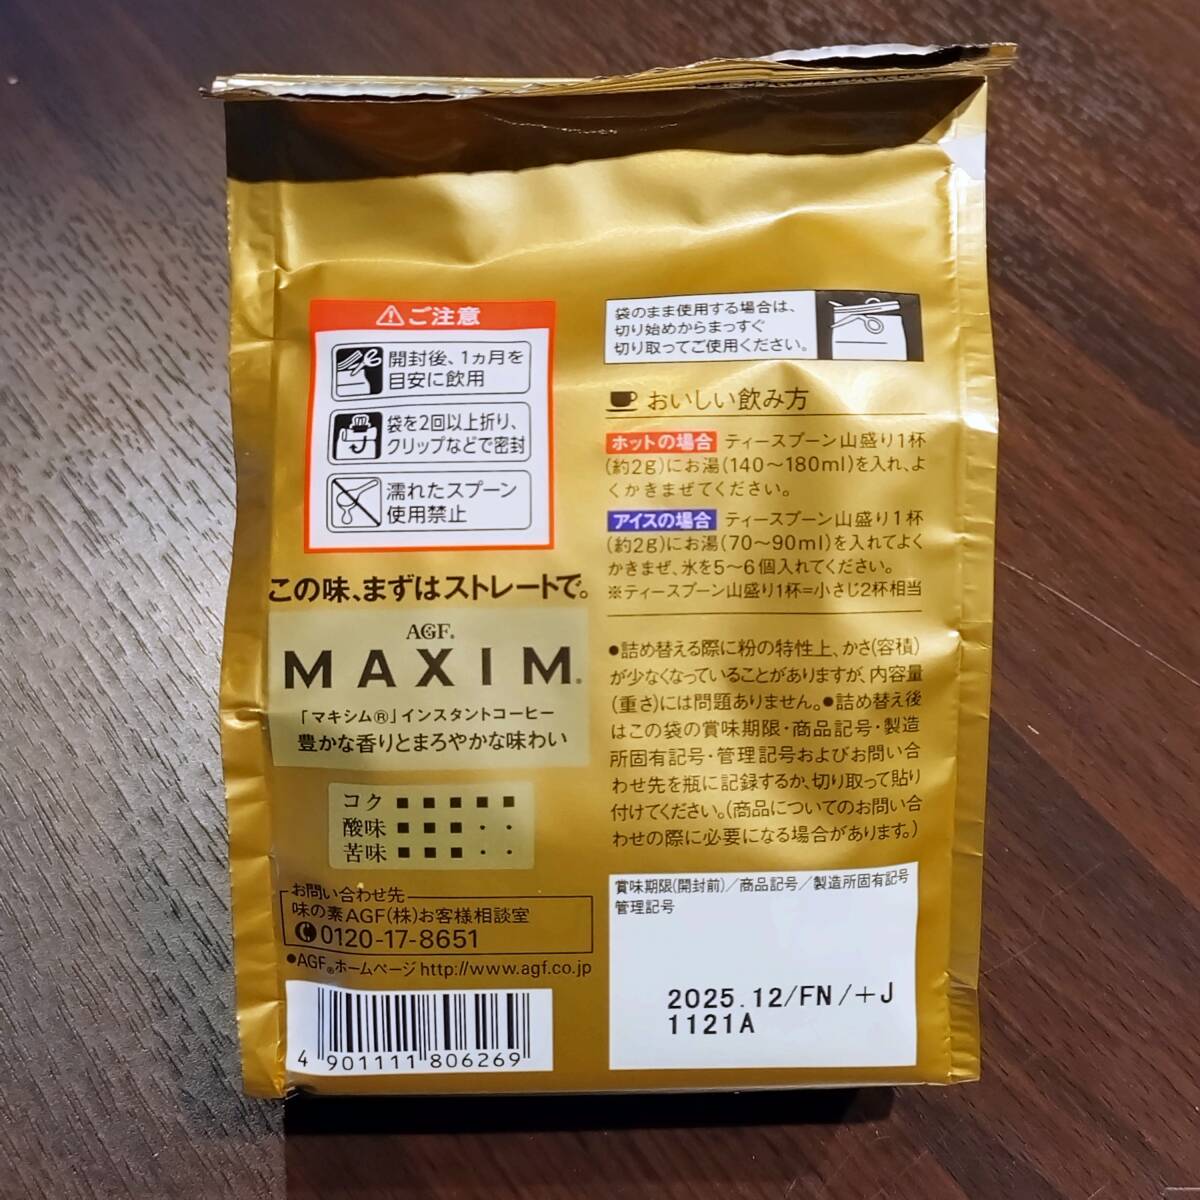 ご注意
開封後、1ヵ月を
目安に飲用
袋を2回以上折り、
クリップなどで密封
濡れたスプーン
使用禁止
この味、まずはストレートで。
AGF®
MAXIM®
「マキシム®」インスタントコーヒー
豊かな香りとまろやかな味わい
コク ■ ■ ■ ■ ■
酸味 ■ ■ ■ ・ ・
苦味 ■ ■ ■ ・ ・
お問い合わせ先
味の素AGF(株)お客様相談室
0120-17-8651
●AGF®ホームページ http://www.agf.co.jp
4 901111 806269
袋のまま使用する場合は、
切り始めからまっすぐ
切り取ってご使用ください。
おいしい飲み方
ホットの場合 ティースプーン山盛り1杯
(約2g)にお湯(140〜180ml)を入れ、よ
くかきまぜてください。
アイスの場合 ティースプーン山盛り1杯
(約2g)にお湯(70〜90ml)を入れてよく
かきまぜ、氷を5〜6個入れてください。
※ティースプーン山盛り1杯=小さじ2杯相当
●詰め替える際に粉の特性上、かさ(容積)
が少なくなっていることがありますが、内容量
(重さ)には問題ありません。●詰め替え後
はこの袋の賞味期限・商品記号・製造
所固有記号・管理記号およびお問い合
わせ先を瓶に記録するか、切り取って貼り
付けてください。(商品についてのお問い合
わせの際に必要になる場合があります。)
賞味期限(開封前)/商品記号/製造所固有記号
管理記号
2025.12/FN/+J
1121A